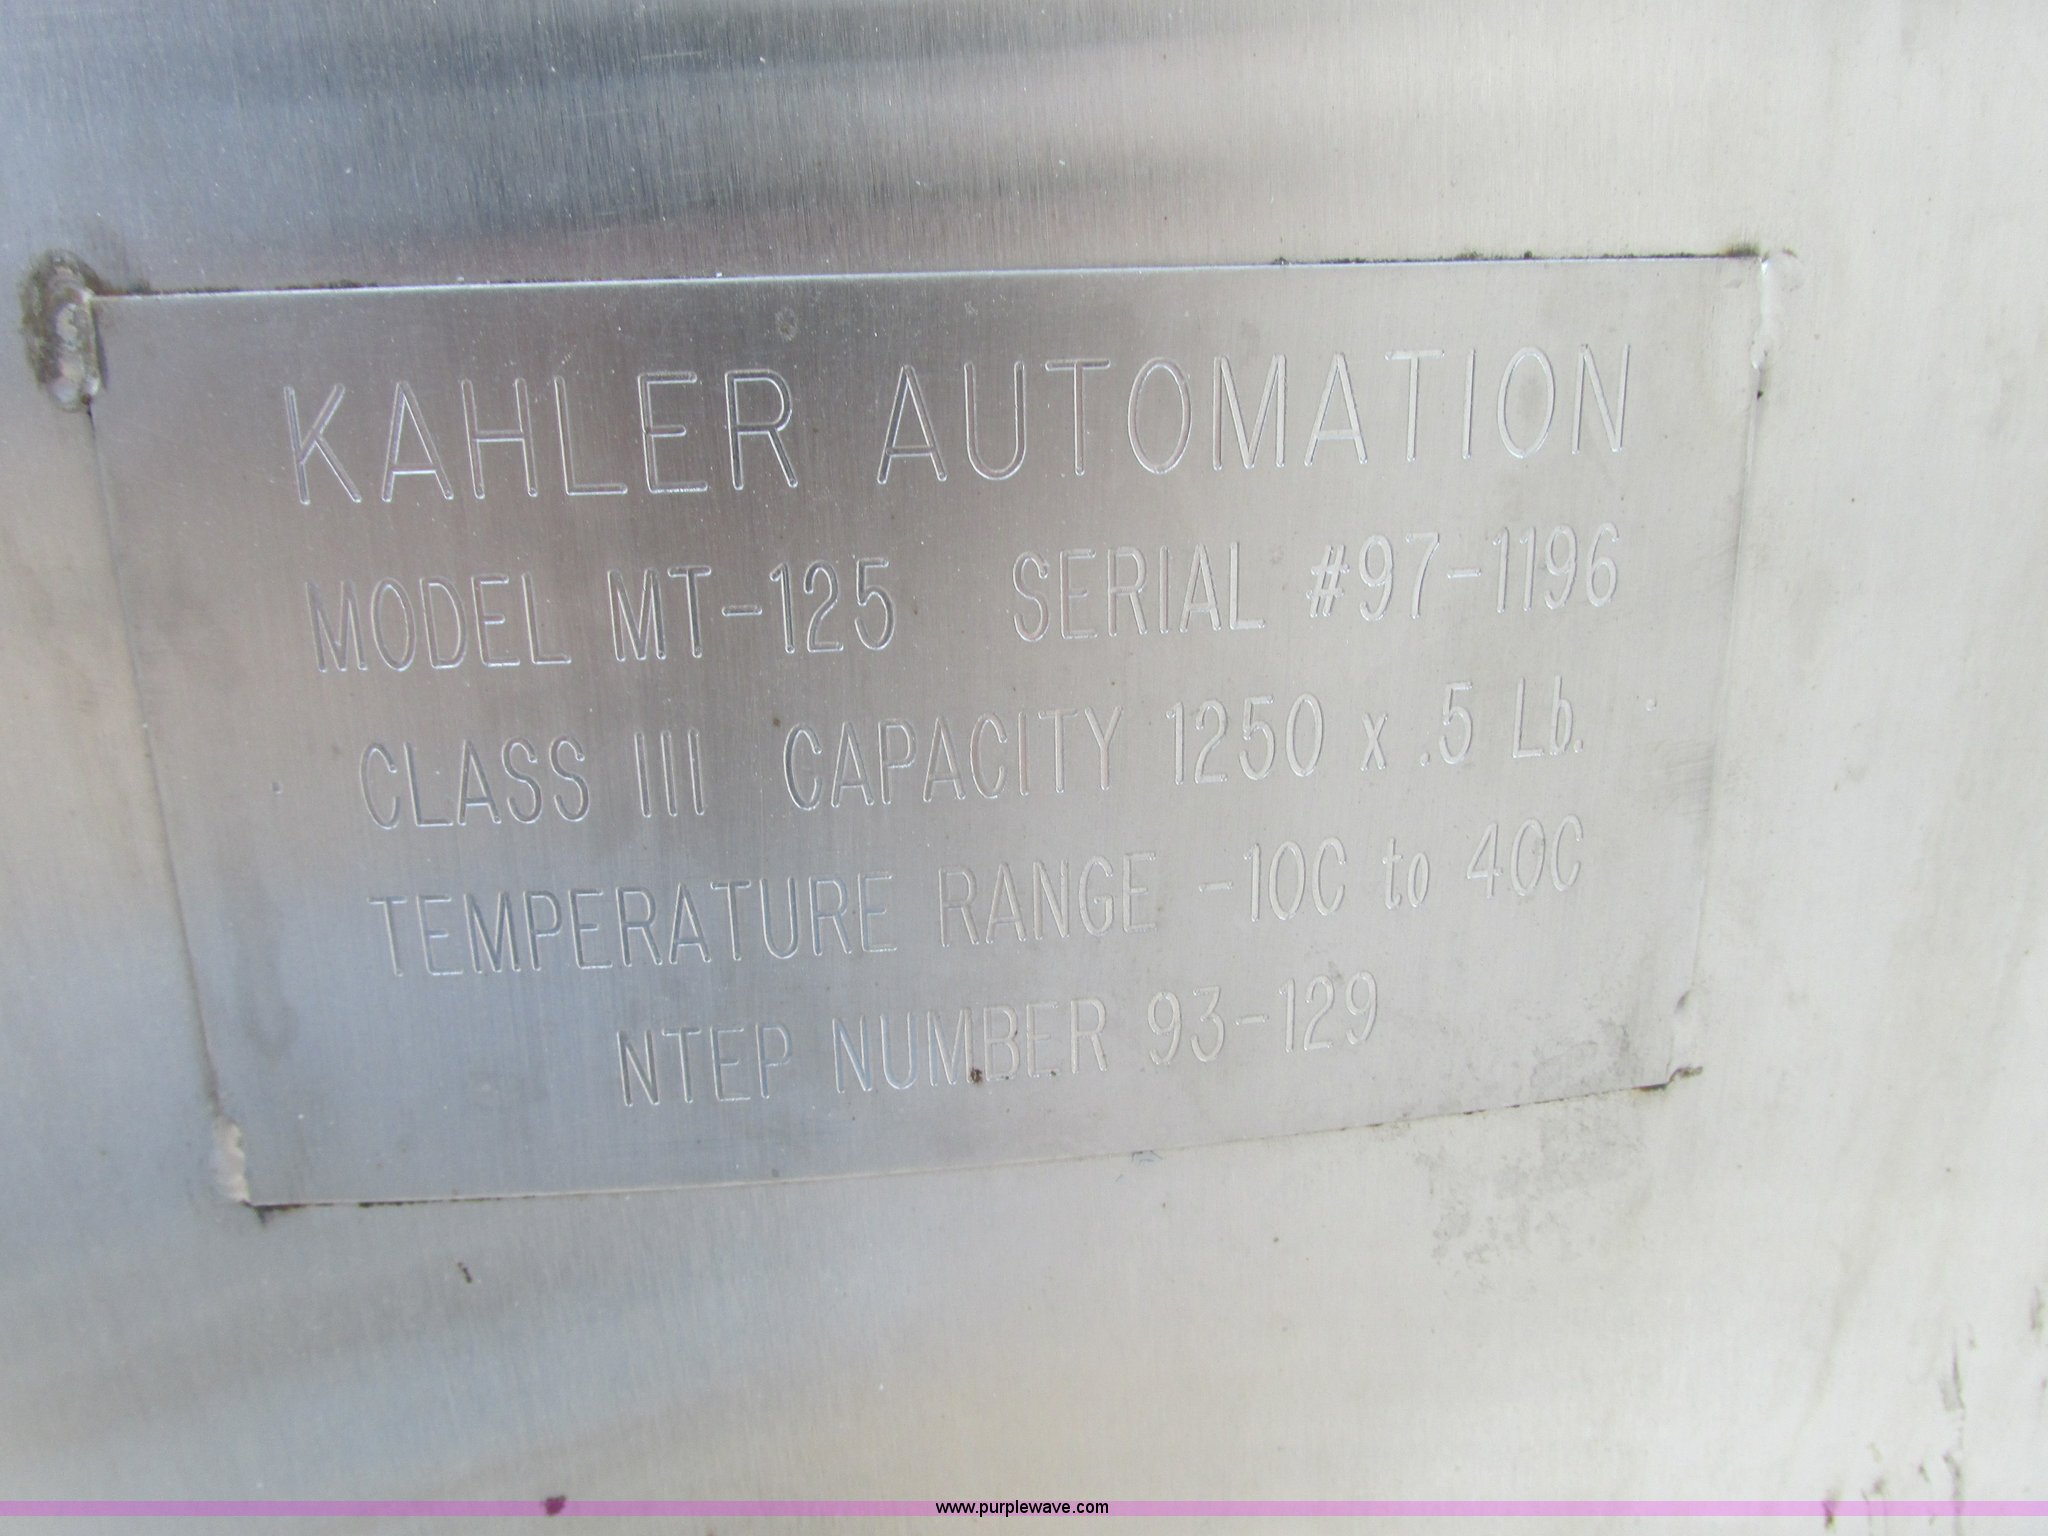 KAHLER AUTOMATION
MODEL MT-125 SERIAL #97-1196
CLASS III CAPACITY 1250 x .5 Lb.
TEMPERATURE RANGE -10C to 40C
NTEP NUMBER 93-129
www.purplewave.com